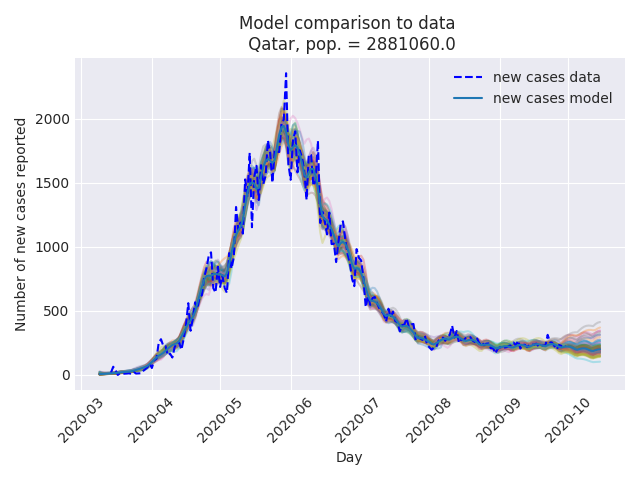 Model comparison to data
Qatar, pop. = 2881060.0
new cases data
new cases model
Number of new cases reported
2000
1500
1000
500
0
2020-03
2020-04
2020-05
2020-06
2020-07
2020-08
2020-09
2020-10
Day